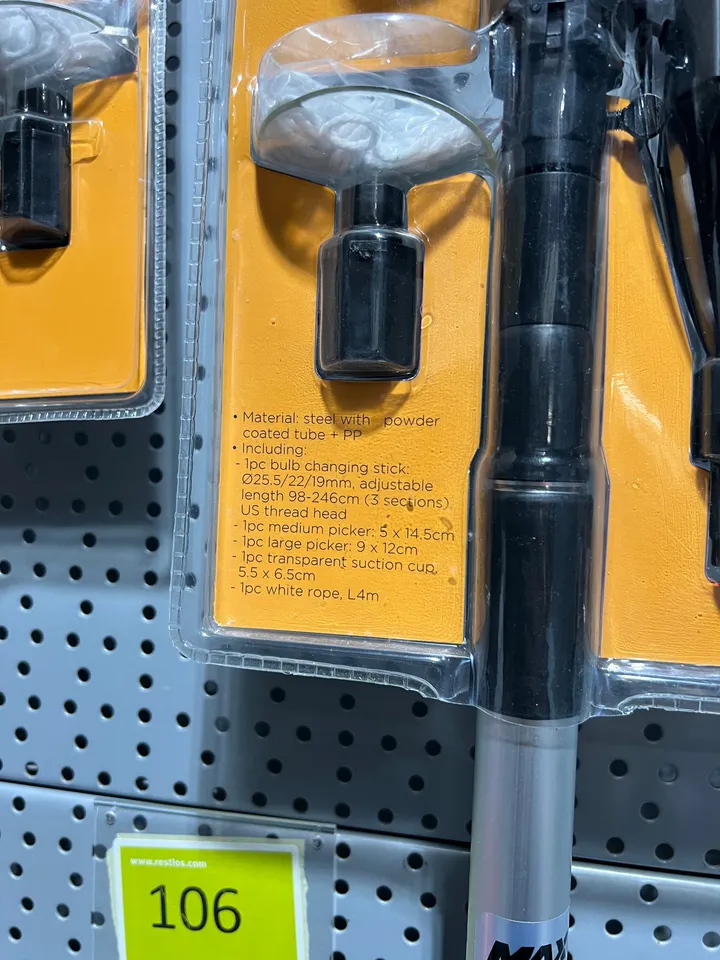 • Material: steel with powder
coated tube + PP
• Including:
- 1pc bulb changing stick:
Ø25.5/22/19mm, adjustable
length 98-246cm (3 sections)
US thread head
- 1pc medium picker: 5 x 14.5cm
- 1pc large picker: 9 x 12cm
- 1pc transparent suction cup,
5.5 x 6.5cm
- 1pc white rope, L4m
www.restlos.com
106